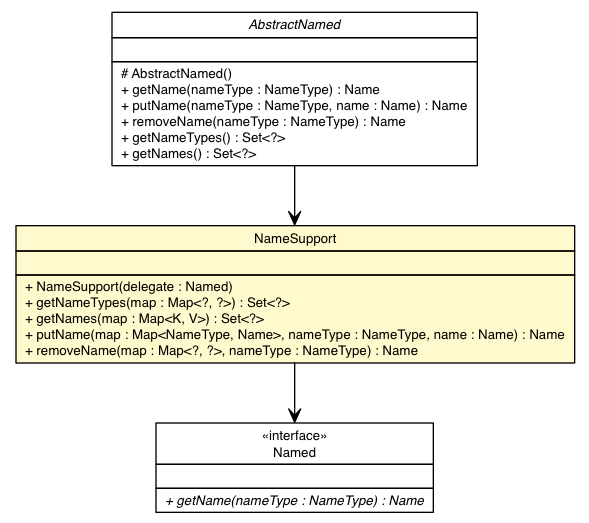 AbstractNamed
# AbstractNamed()
+ getName(nameType : NameType) : Name
+ putName(nameType : NameType, name : Name) : Name
+ removeName(nameType : NameType) : Name
+ getNameTypes() : Set<?>
+ getNames() : Set<?>
NameSupport
+ NameSupport(delegate : Named)
+ getNameTypes(map : Map<?, ?>) : Set<?>
+ getNames(map : Map<K, V>) : Set<?>
+ putName(map : Map<NameType, Name>, nameType : NameType, name : Name) : Name
+ removeName(map : Map<?, ?>, nameType : NameType) : Name
«interface»
Named
+ getName(nameType : NameType) : Name